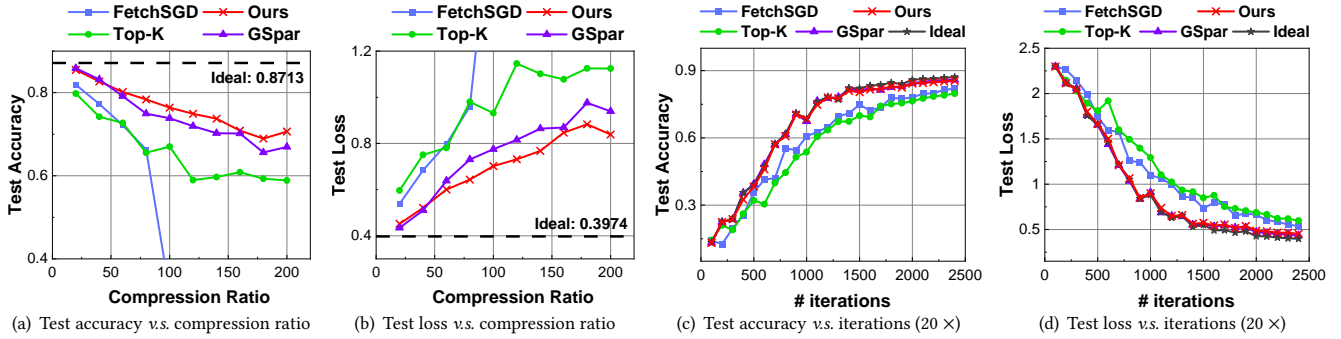 FetchSGD Ours
Top-K GSpar
Test Accuracy
0.8
0.6
0.4
Ideal: 0.8713
0 50 100 150 200
Compression Ratio
(a) Test accuracy v.s. compression ratio
FetchSGD Ours
Top-K GSpar
Test Loss
1.2
0.8
0.4
Ideal: 0.3974
0 50 100 150 200
Compression Ratio
(b) Test loss v.s. compression ratio
FetchSGD Ours
Top-K GSpar Ideal
Test Accuracy
0.9
0.6
0.3
0 500 1000 1500 2000 2500
# iterations
(c) Test accuracy v.s. iterations (20 ×)
FetchSGD Ours
Top-K GSpar Ideal
Test Loss
2.5
2.0
1.5
1.0
0.5
0 500 1000 1500 2000 2500
# iterations
(d) Test loss v.s. iterations (20 ×)